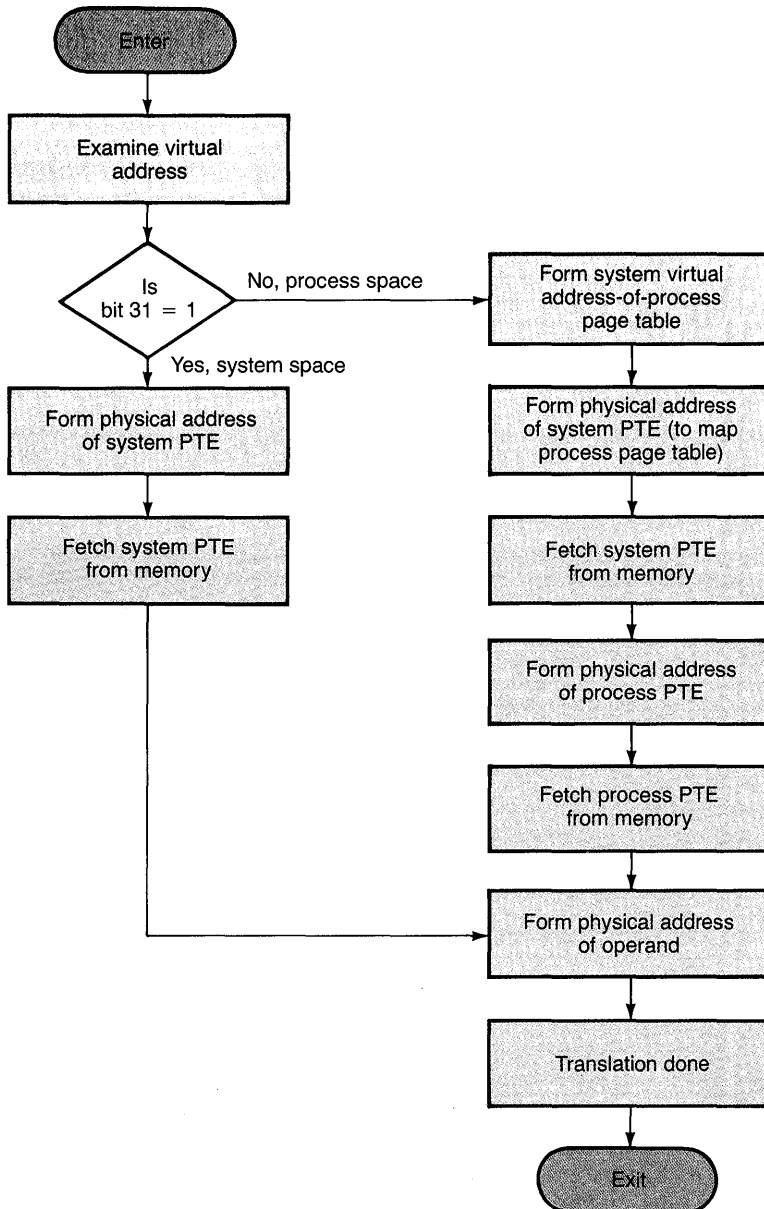 Enter
Examine virtual
address
Is
bit 31 = 1
No, process space
Yes, system space
Form physical address
of system PTE
Fetch system PTE
from memory
Form system virtual
address-of-process
page table
Form physical address
of system PTE (to map
process page table)
Fetch system PTE
from memory
Form physical address
of process PTE
Fetch process PTE
from memory
Form physical address
of operand
Translation done
Exit